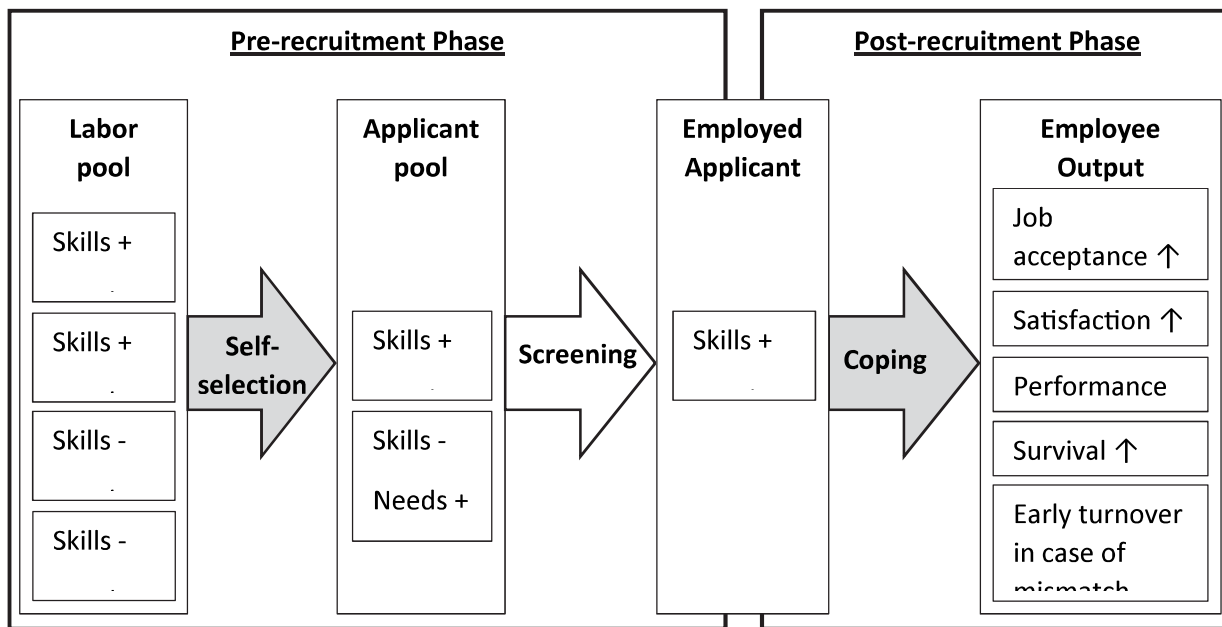 Pre-recruitment Phase
Post-recruitment Phase
Labor
pool
Skills +
Skills +
Skills -
Skills -
Self-
selection
Applicant
pool
Skills +
Skills -
Needs +
Screening
Employed
Applicant
Skills +
Coping
Employee
Output
Job
acceptance ↑
Satisfaction ↑
Performance
Survival ↑
Early turnover
in case of
mismatch